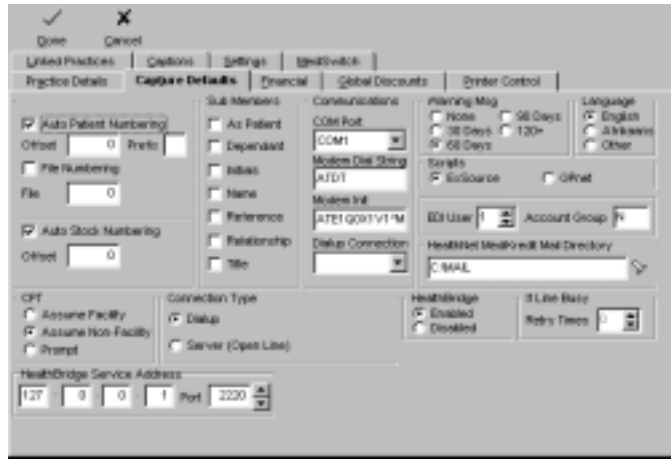 Done Cancel
Linked Practices Captions Settings MediSwitch
Practice Details Capture Defaults Financial Global Discounts Printer Control
Sub Members Communications Warning Msg Language
Auto Patient Numbering As Patient COM Port None 90 Days English
Offset 0 Prefix Dependant COM1 30 Days 120+ Afrikaans
60 Days Other
File Numbering Initials Modem Dial String Scripts
File 0 Name ATDT EcSource QPnet
Reference Modem Init
Auto Stock Numbering Relationship EDI User 1 Account Group N
Offset 0 Title Dialup Connection HealthNet MediKredit Mail Directory
C:\MAIL
CPT Connection Type HealthBridge If Line Busy
Assume Facility Dialup Enabled Retry Times 0
Assume Non-Facility Disabled
Prompt Server (Open Line)
HealthBridge Service Address
127 0 0 1 Port 2220